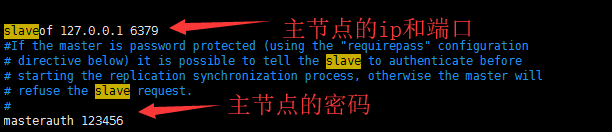 slaveof 127.0.0.1 6379
主节点的ip和端口
#If the master is password protected (using the "requirepass" configuration
# directive below) it is possible to tell the slave to authenticate before
# starting the replication synchronization process, otherwise the master will
# refuse the slave request.
#
主节点的密码
masterauth 123456